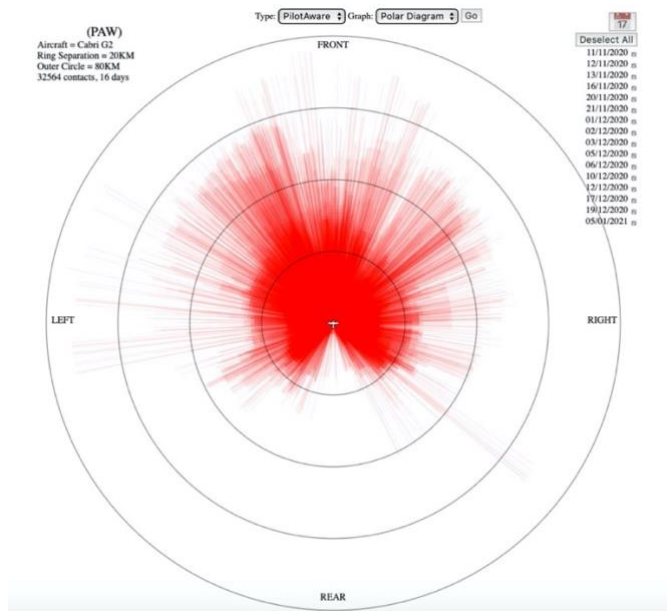 Type: PilotAware Graph: Polar Diagram Go
17
Deselect All
(PAW)
Aircraft = Cabri G2
Ring Separation = 20KM
Outer Circle = 80KM
32564 contacts, 16 days
FRONT
11/11/2020
12/11/2020
13/11/2020
16/11/2020
20/11/2020
21/11/2020
01/12/2020
02/12/2020
03/12/2020
05/12/2020
06/12/2020
10/12/2020
12/12/2020
17/12/2020
19/12/2020
05/01/2021
LEFT
RIGHT
REAR